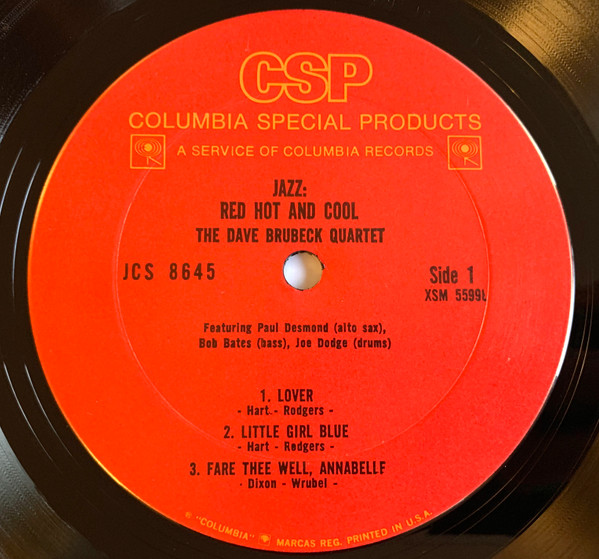 CSP
COLUMBIA SPECIAL PRODUCTS
A SERVICE OF COLUMBIA RECORDS
JAZZ:
RED HOT AND COOL
THE DAVE BRUBECK QUARTET
JCS 8645 Side 1
XSM
Featuring Paul Desmond (alto sax),
Bob Bates (bass), Joe Dodge (drums)
1. LOVER
- Hart - Rodgers -
2. LITTLE GIRL BLUE
- Hart - Rodgers -
3. FARE THEE WELL, ANNABELLE
- Dixon - Wrubel -
® "COLUMBIA" MARCAS REG. PRINTED IN U.S.A.